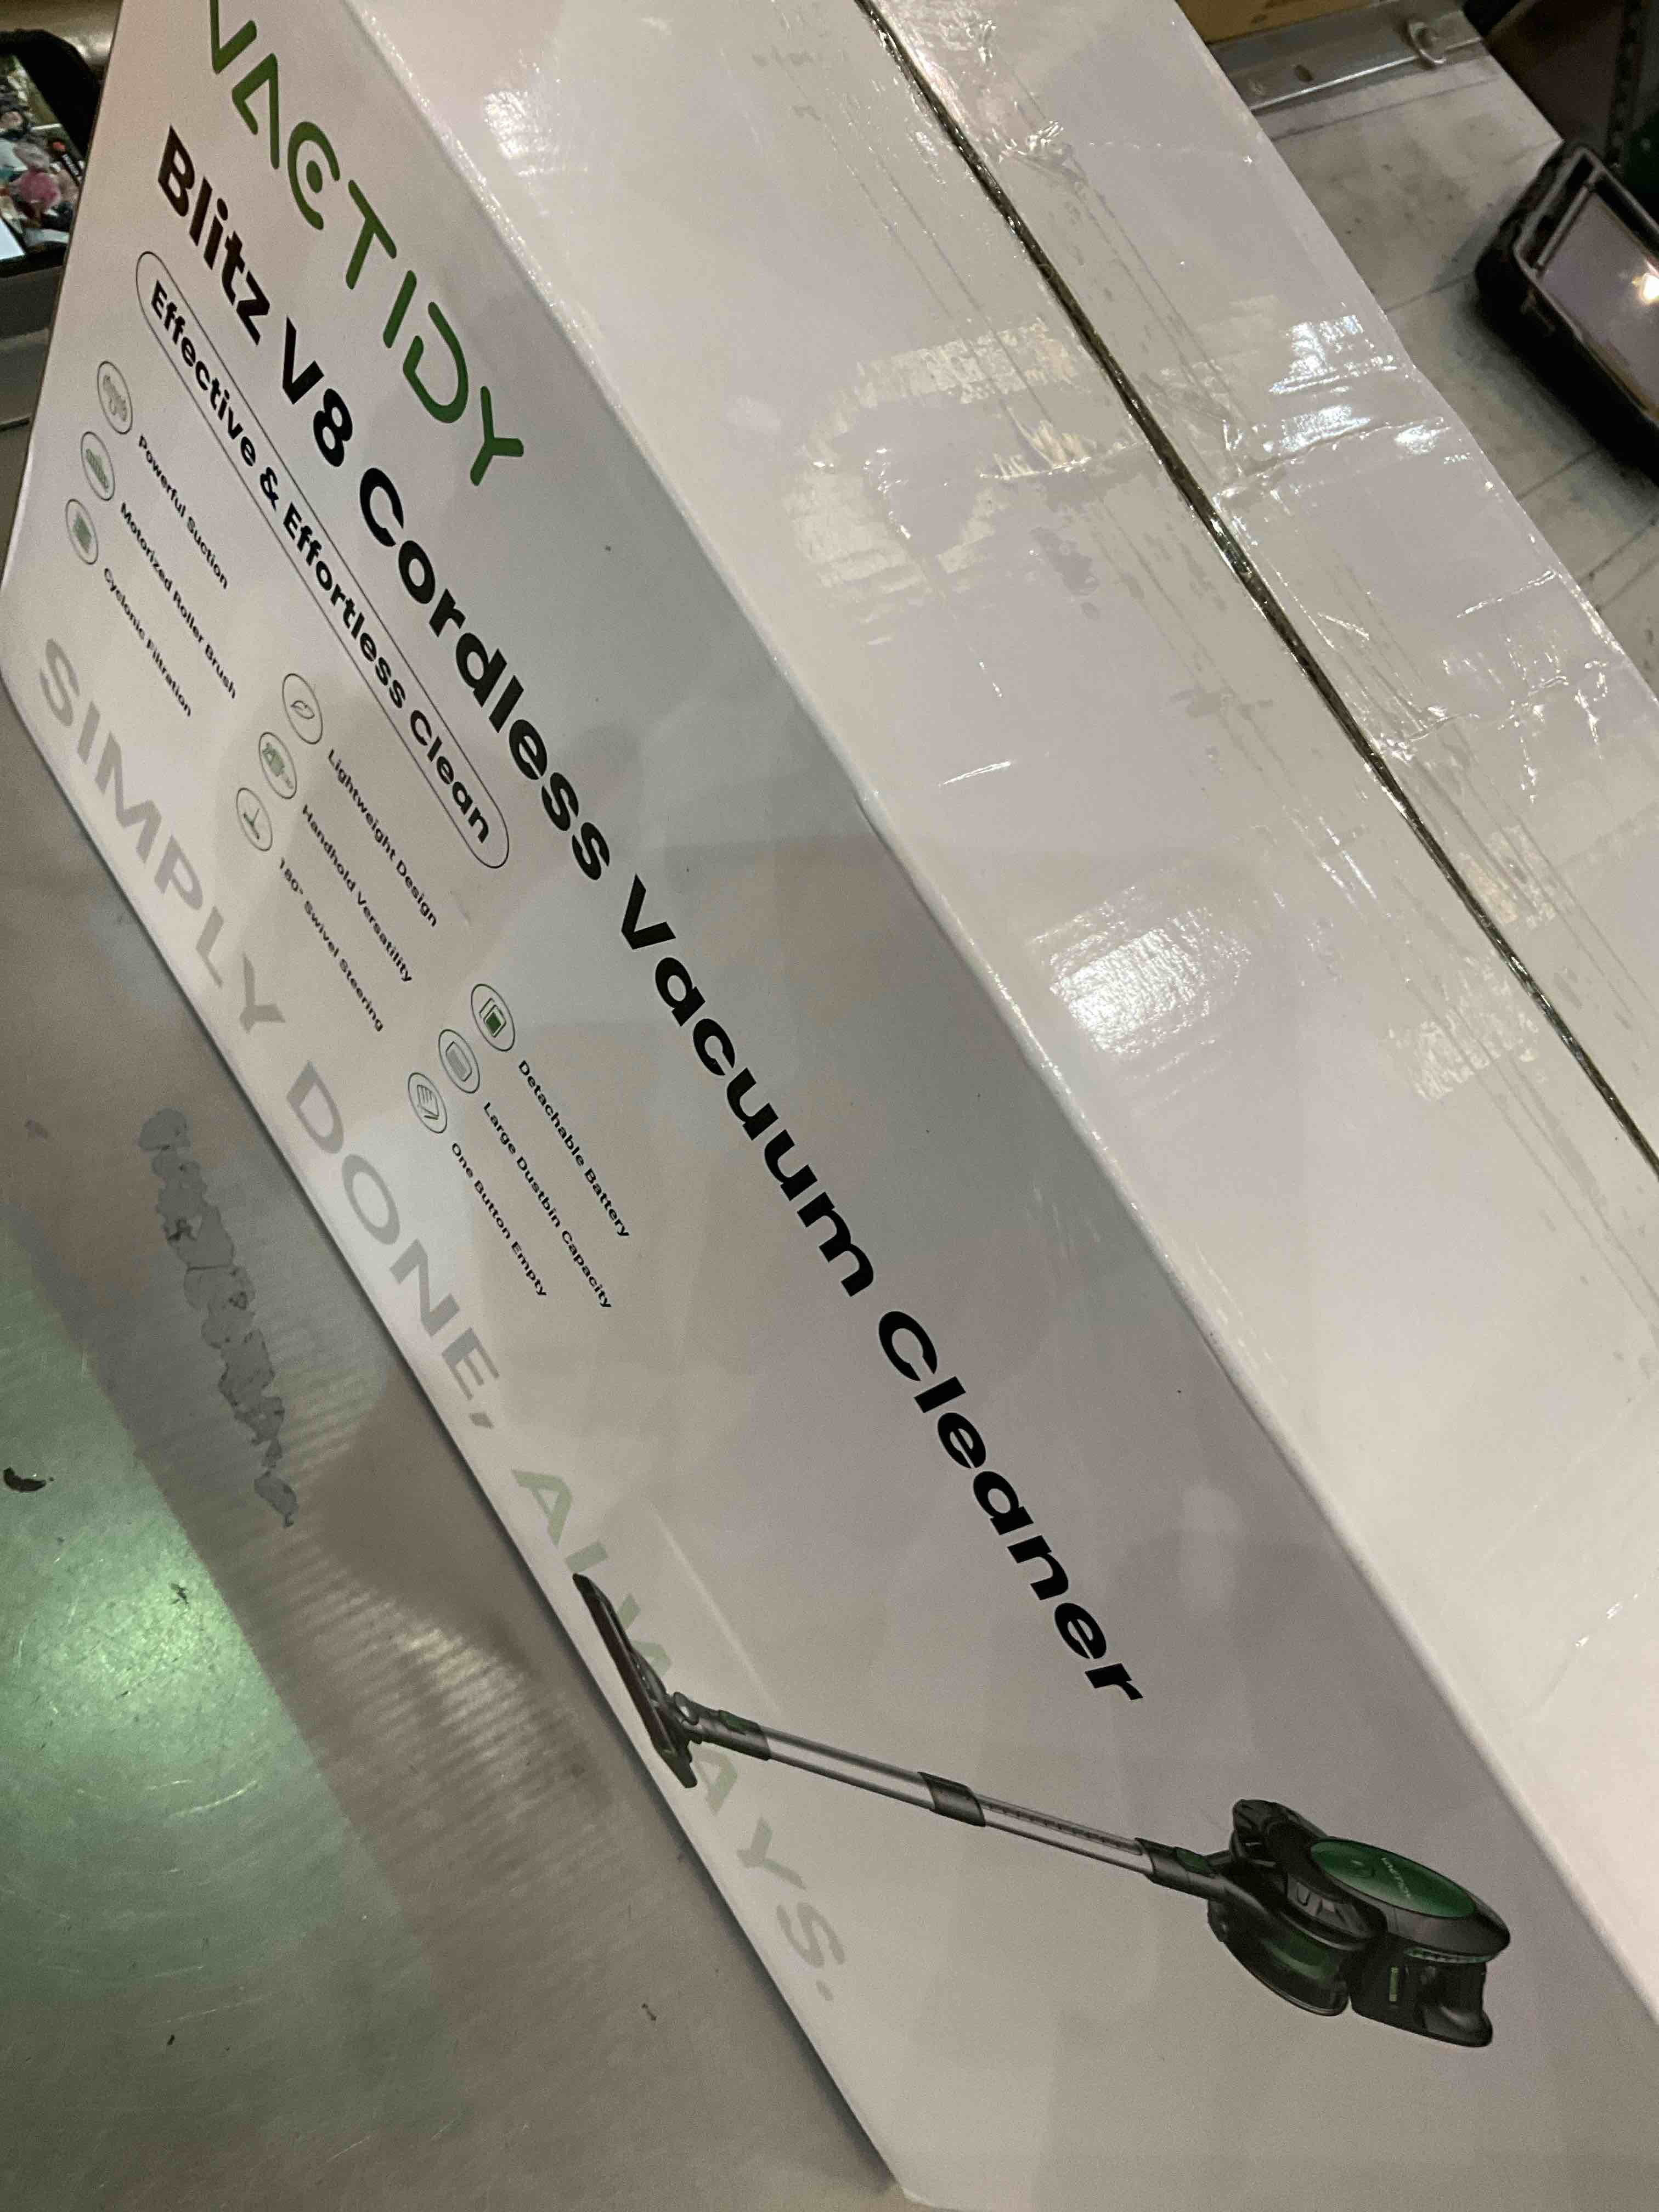 VACTIDY
Blitz V8 Cordless Vacuum Cleaner
Effective & Effortless Clean
Powerful Suction
Motorized Roller Brush
Cyclonic Filtration
Lightweight Design
Handheld Versatility
180° Swivel Steering
Detachable Battery
Large Dustbin Capacity
One Button Empty
SIMPLY DONE, ALWAYS.
VACTIDY